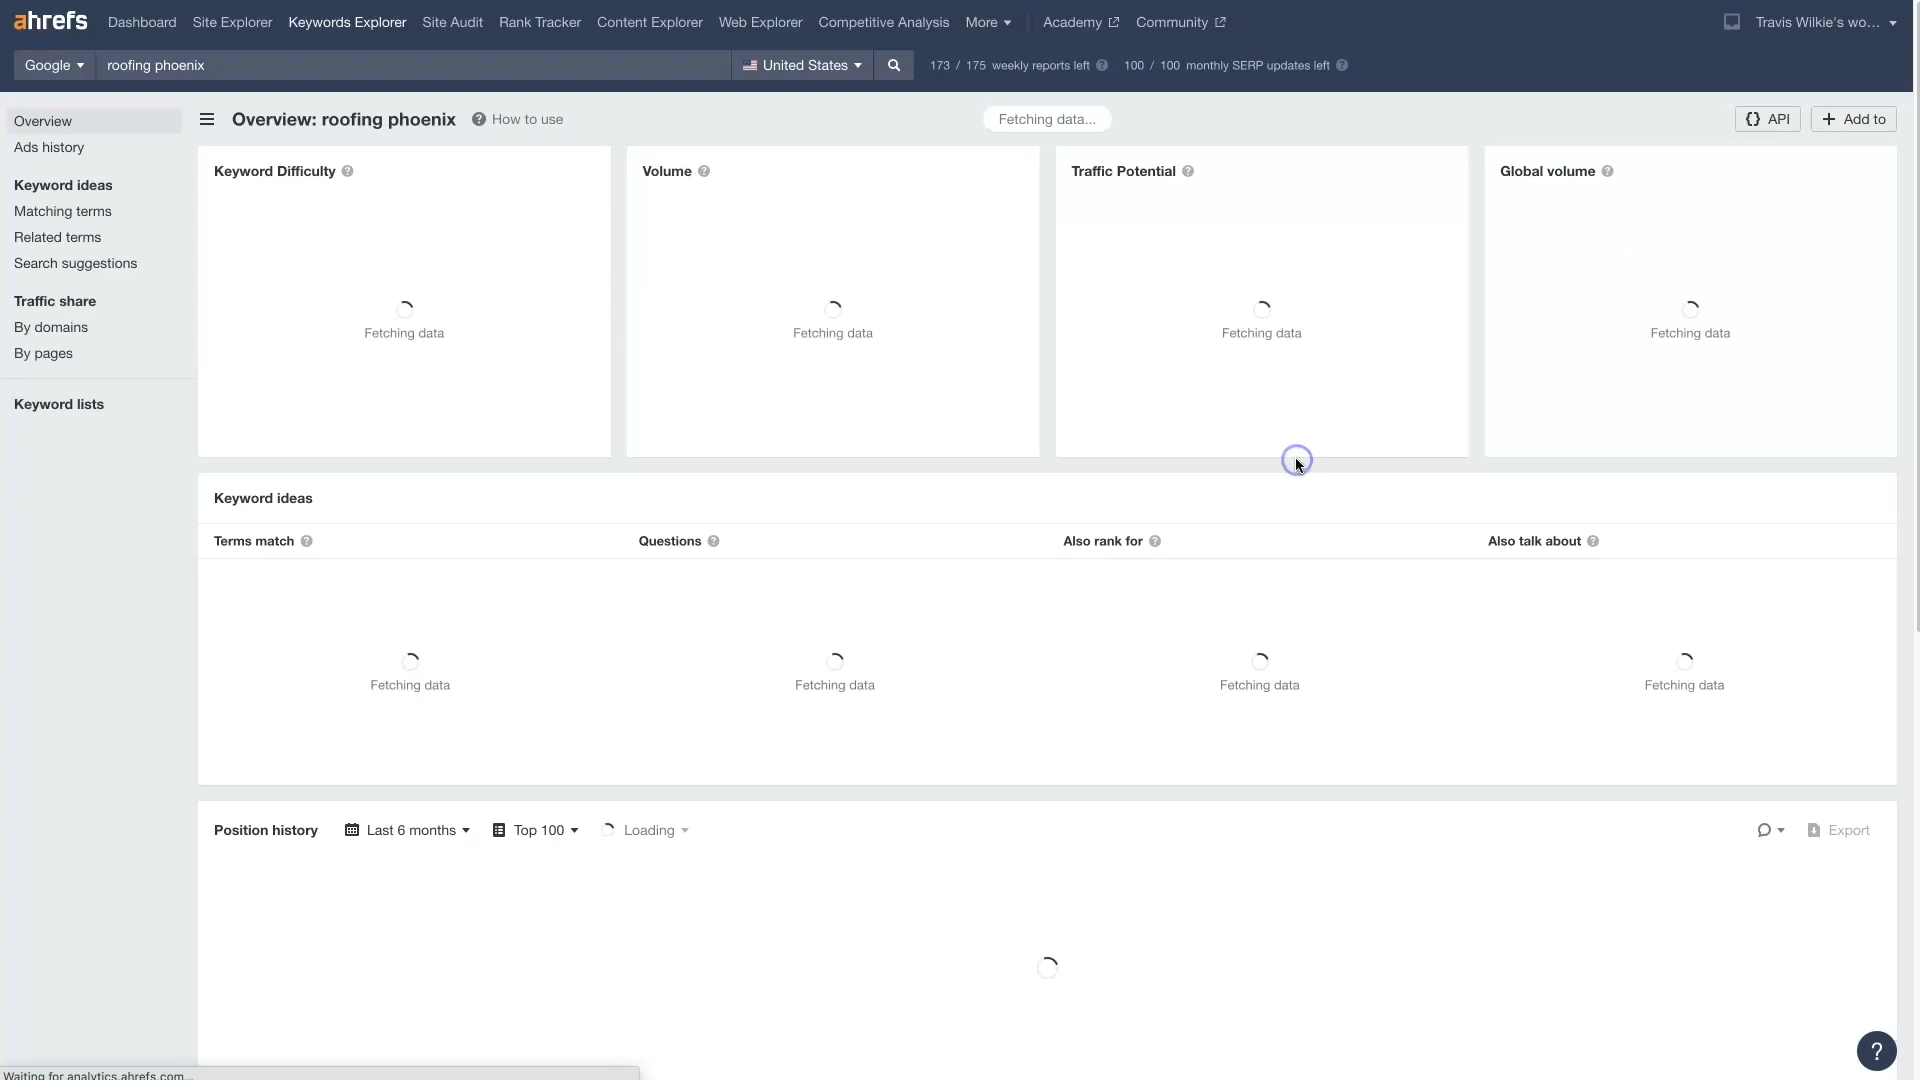 ahrefs Dashboard Site Explorer Keywords Explorer Site Audit Rank Tracker Content Explorer Web Explorer Competitive Analysis More Academy Community Travis Wilkie's wo...
Google roofing phoenix United States 173 / 175 weekly reports left ? 100 / 100 monthly SERP updates left ?
Overview
Ads history
Keyword ideas
Matching terms
Related terms
Search suggestions
Traffic share
By domains
By pages
Keyword lists
Overview: roofing phoenix ? How to use Fetching data... {} API + Add to
Keyword Difficulty ? Volume ? Traffic Potential ? Global volume ?
Fetching data Fetching data Fetching data Fetching data
Keyword ideas
Terms match ? Questions ? Also rank for ? Also talk about ?
Fetching data Fetching data Fetching data Fetching data
Position history Last 6 months Top 100 Loading Export
?
Waiting for analytics.ahrefs.com...